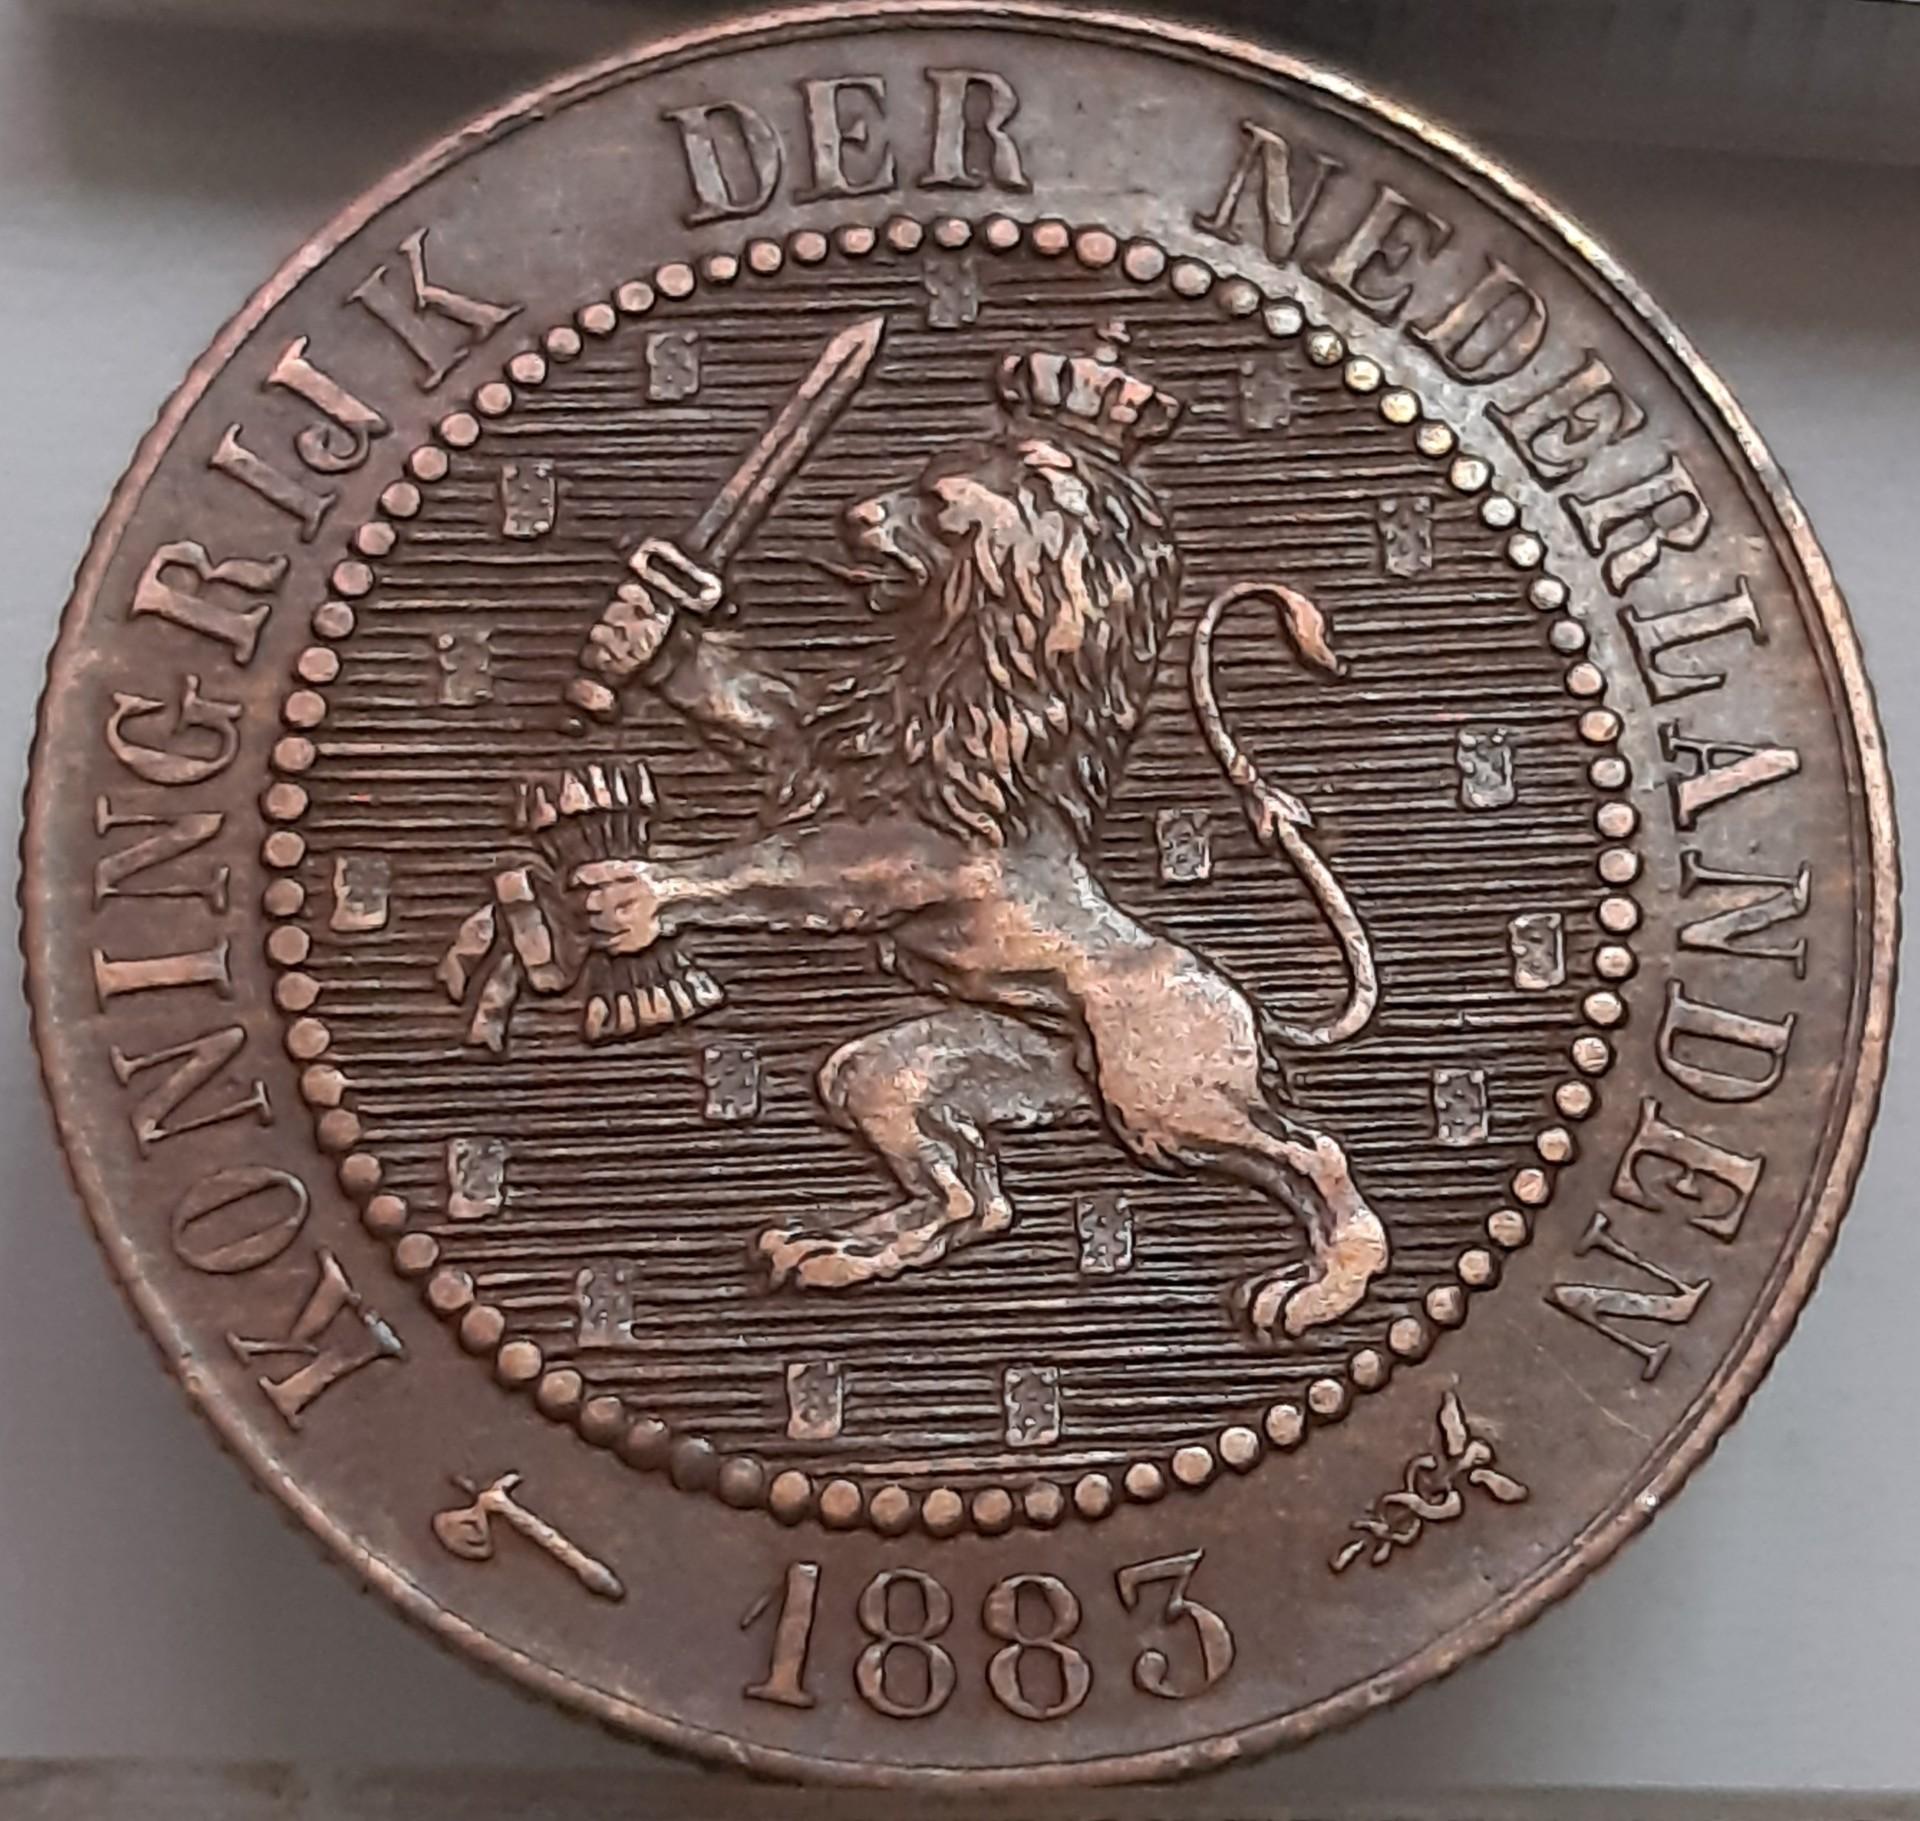 KONINGRIJK DER NEDERLANDEN
1883